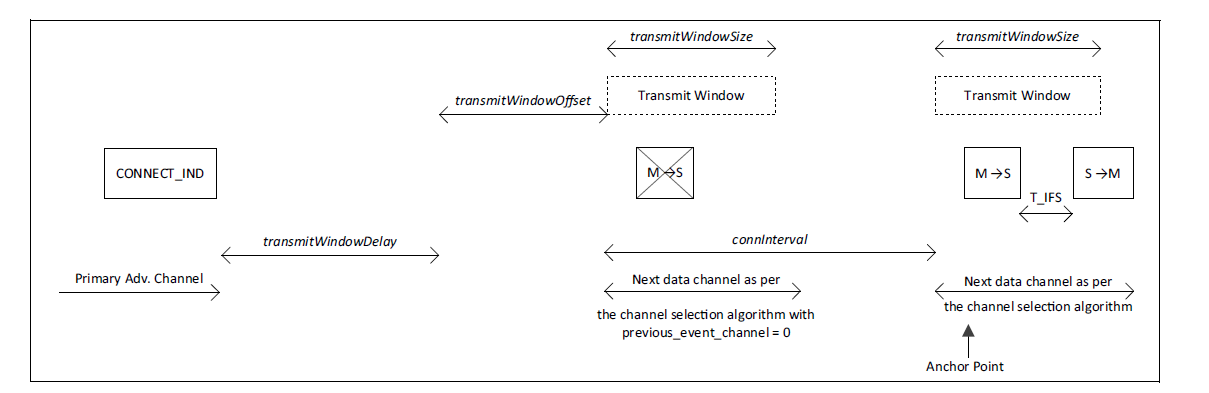 transmitWindowSize
transmitWindowSize
Transmit Window
Transmit Window
transmitWindowOffset
CONNECT_IND
M →S
M →S
S →M
T_IFS
transmitWindowDelay
connInterval
Primary Adv. Channel
Next data channel as per
the channel selection algorithm with
previous_event_channel = 0
Next data channel as per
the channel selection algorithm
Anchor Point